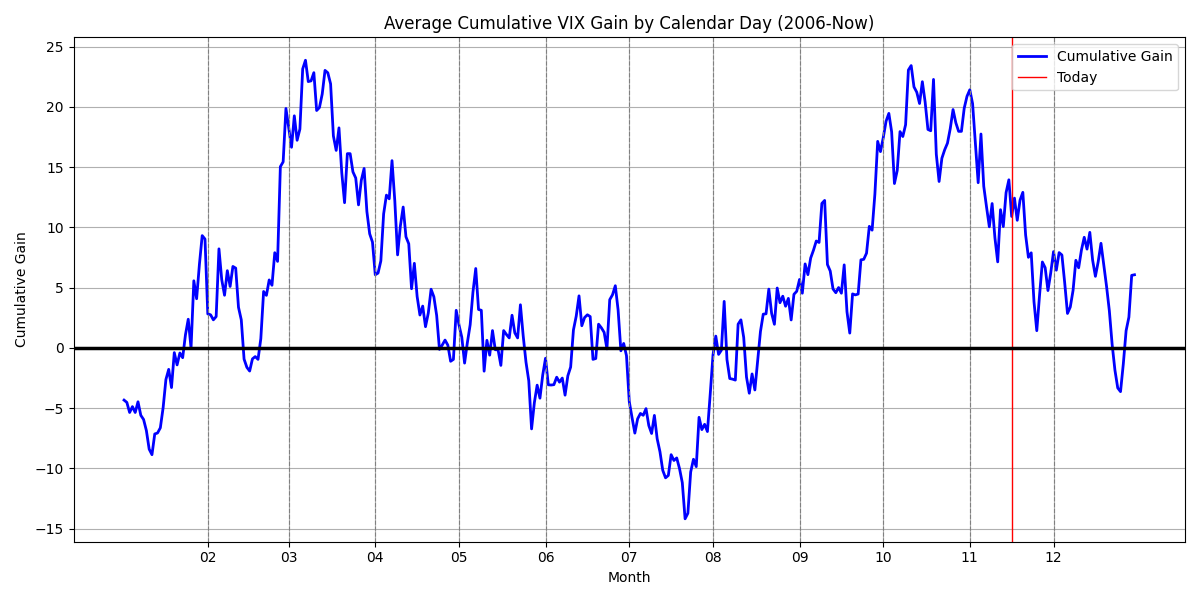 Average Cumulative VIX Gain by Calendar Day (2006-Now)
Cumulative Gain
Today
25
20
15
10
5
0
−5
−10
−15
Cumulative Gain
02 03 04 05 06 07 08 09 10 11 12
Month